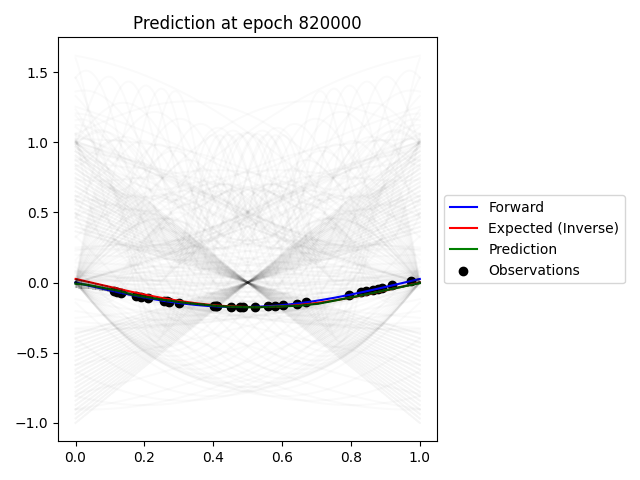 Prediction at epoch 820000
1.5
1.0
0.5
0.0
−0.5
−1.0
0.0 0.2 0.4 0.6 0.8 1.0
Forward
Expected (Inverse)
Prediction
Observations